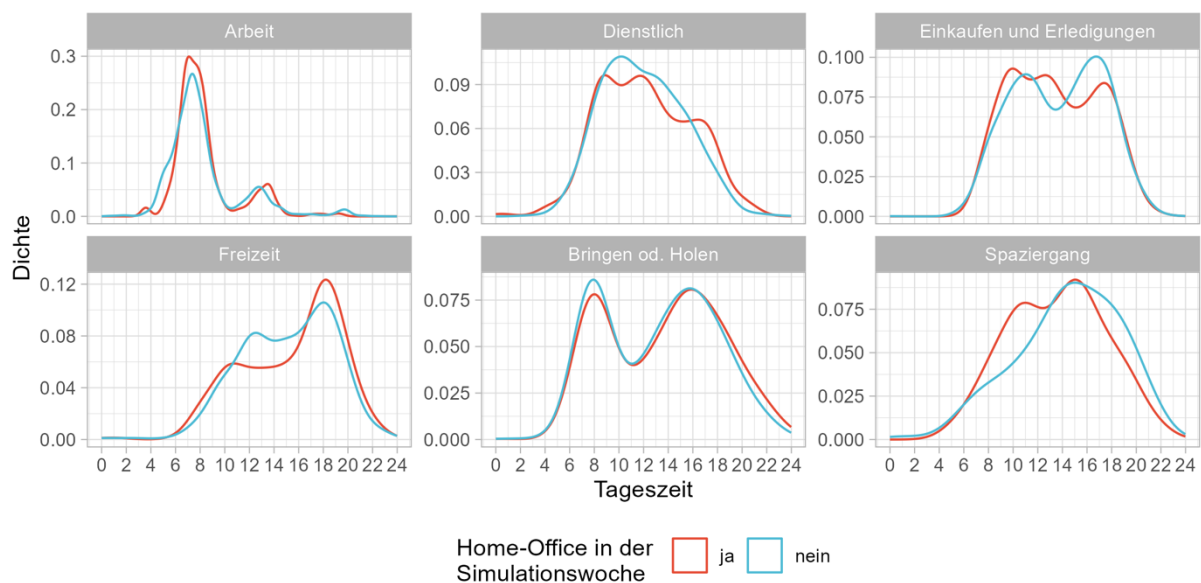 Arbeit
Dienstlich
Einkaufen und Erledigungen
0.3
0.2
0.1
0.0
0.09
0.06
0.03
0.00
0.100
0.075
0.050
0.025
0.000
Dichte
Freizeit
Bringen od. Holen
Spaziergang
0.12
0.08
0.04
0.00
0.075
0.050
0.025
0.000
0.075
0.050
0.025
0.000
0 2 4 6 8 10 12 14 16 18 20 22 24
0 2 4 6 8 10 12 14 16 18 20 22 24
0 2 4 6 8 10 12 14 16 18 20 22 24
Tageszeit
Home-Office in der
Simulationswoche
ja
nein